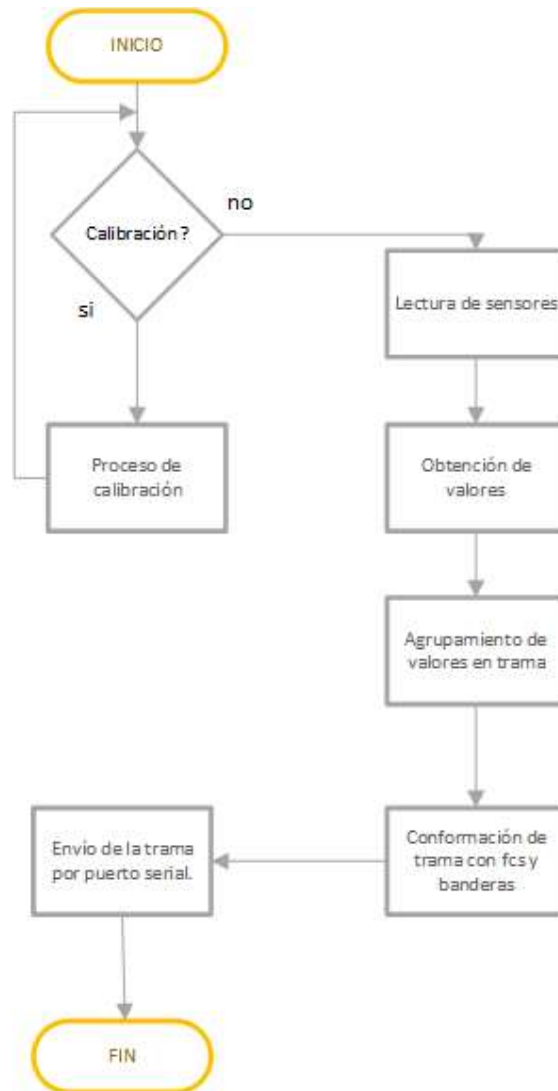 INICIO
Calibración?
no
si
Lectura de sensores
Proceso de
calibración
Obtención de
valores
Agrupamiento de
valores en trama
Conformación de
trama con fcs y
banderas
Envío de la trama
por puerto serial.
FIN